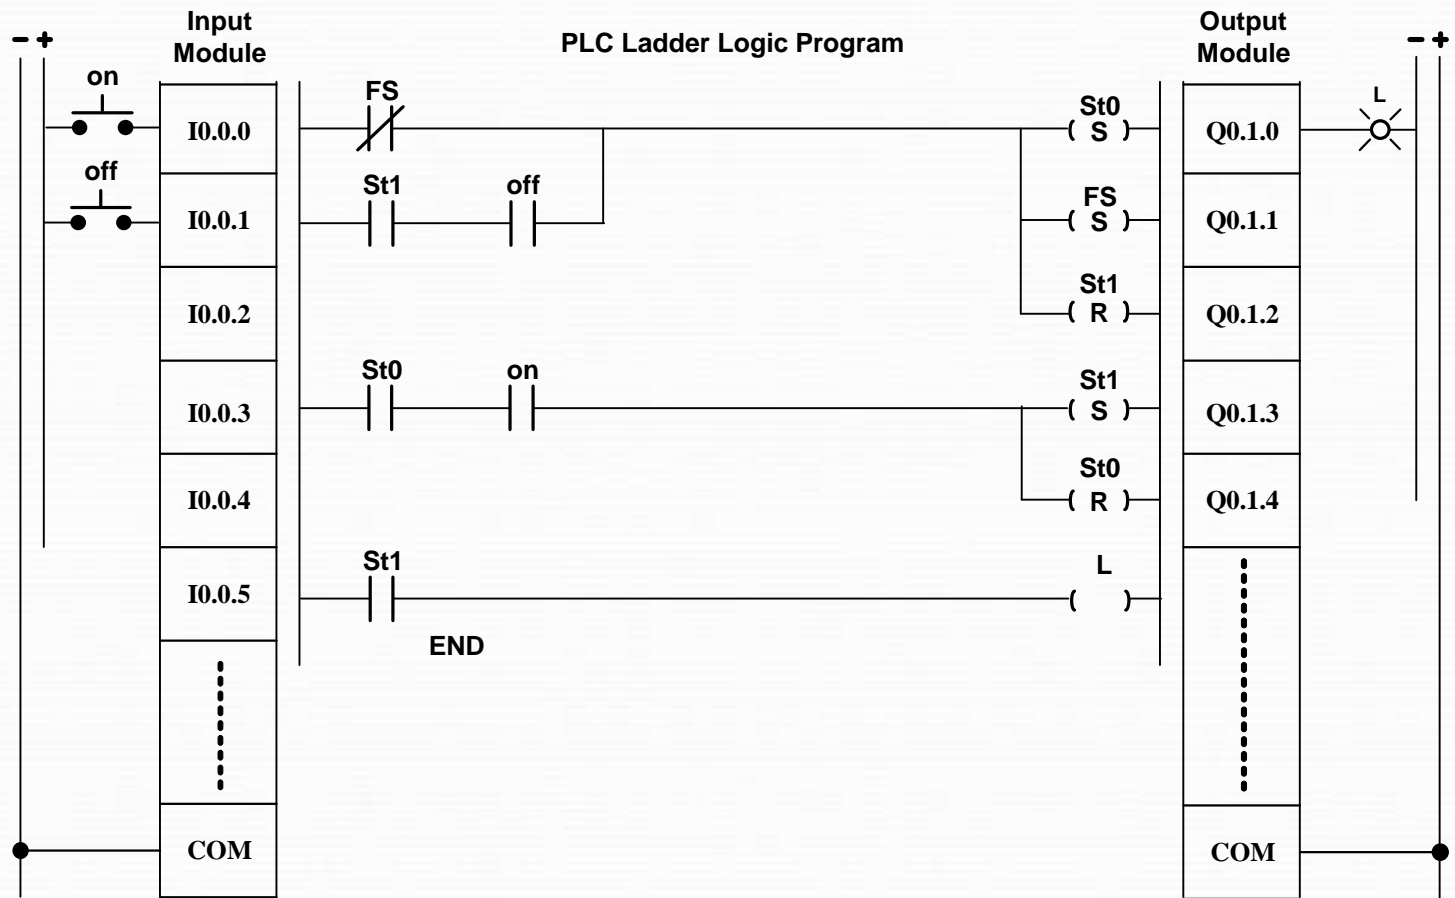 Input
Module
PLC Ladder Logic Program
Output
Module
- +
- +
on
off
I0.0.0
I0.0.1
I0.0.2
I0.0.3
I0.0.4
I0.0.5
COM
FS
St0
S
St1
off
FS
S
St1
R
St0
on
St1
S
St0
R
St1
L
END
Q0.1.0
Q0.1.1
Q0.1.2
Q0.1.3
Q0.1.4
COM
L